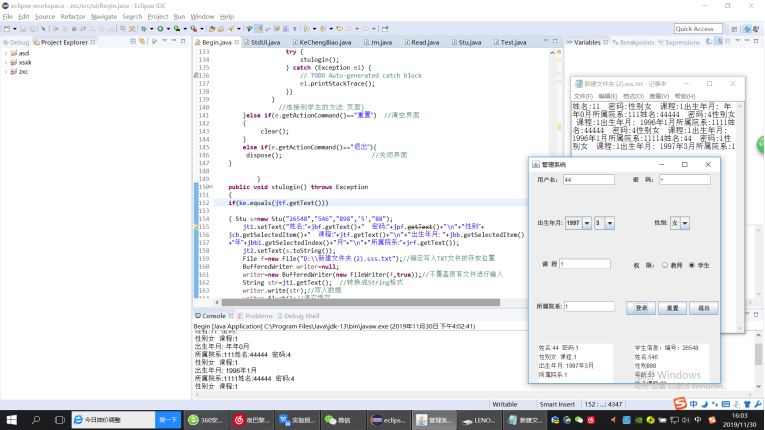 eclipse-workspace - zxc/src/ui/Begin.java - Eclipse IDE
File Edit Source Refactor Navigate Search Project Run Window Help
Quick Access
Debug Project Explorer
asd
xsxk
zxc
Begin.java StdUI.java KeChengBiao.java Jm.java Read.java Stu.java Test.java
133 try {
134 stulogin();
135 } catch (Exception e1) {
136 // TODO Auto-generated catch block
137 e1.printStackTrace();
138 }}
139 }
140 //连接到学生的方法 页面}
141 }else if(e.getActionCommand()=="重置") //清空界面
142 {
143 clear();
144 }
145 else if(e.getActionCommand()=="退出"){
146 dispose(); //关闭界面
147 }
148
149 }
150 public void stulogin() throws Exception
151 {
152 if(ke.equals(jtf.getText()))
153
154 { Stu s=new Stu("26548","546","898",'5',"88");
155 jt1.setText("姓名:"+jbf.getText()+" 密码:"+jpf.getText()+"\n"+"性别"+
156 jcb.getSelectedItem()+" 课程:"+jtf.getText()+"\n"+"出生年月: "+jbb.getSelectedItem()
157 +"年"+jbb1.getSelectedIndex()+"月"+"\n"+"所属院系:"+jrf.getText());
158 jt2.setText(s.toString());
159 File f=new File("D:\\新建文件夹 (2).sss.txt");//确定写入TXT文件的存放位置
160 BufferedWriter writer=null;
161 writer=new BufferedWriter(new FileWriter(f,true));//不覆盖原有文件进行输入
162 String str=jt1.getText(); //转换成String格式
163 writer.write(str);//写入数据
Variables Breakpoints Expressions
新建文件夹 (2).sss.txt - 记事本
文件(F) 编辑(E) 格式(O) 查看(V) 帮助(H)
姓名:11 密码:性别女 课程:1出生年月: 年
年0月所属院系:111姓名:44444 密码:4性别女
课程:1出生年月: 1996年1月所属院系:1111姓
名:44444 密码:4性别女 课程:1出生年月:
1996年1月所属院系:11114姓名:44 密码:1性
别女 课程:1出生年月: 1997年3月所属院系:1
管理系统
用户名: 44 密 码: *
出生年月: 1997 3 性别: 女
课 程 1 权 限: 教师 学生
所属院系: 1 登录 重置 退出
姓名:44 密码:1
性别女 课程:1
出生年月: 1997年3月
所属院系:1
学生信息: 编号: 26548
姓名:546
性别898
Console Problems Debug Shell
Begin [Java Application] C:\Program Files\Java\jdk-13\bin\javaw.exe (2019年11月30日 下午4:02:41)
性别女 课程:1
出生年月: 年年0月
所属院系:111姓名:44444 密码:4
性别女 课程:1
出生年月: 1996年1月
所属院系:1111姓名:44444 密码:4
性别女 课程:1
Writable Smart Insert 152 : ...: 4347
今日油价调整 搜一下 360安... 夜巴黎... 实验报... 微信 eclips... 管理系... LENO... 新建文... 中
16:03
2019/11/30